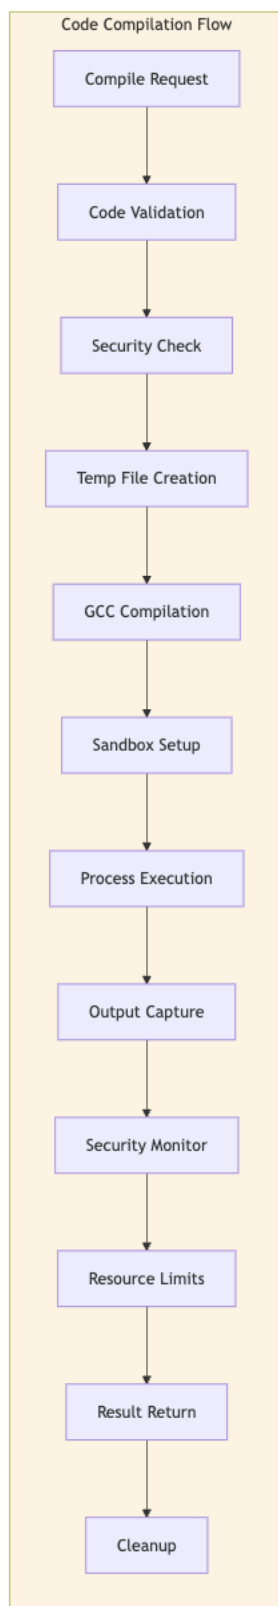 Code Compilation Flow
Compile Request
Code Validation
Security Check
Temp File Creation
GCC Compilation
Sandbox Setup
Process Execution
Output Capture
Security Monitor
Resource Limits
Result Return
Cleanup